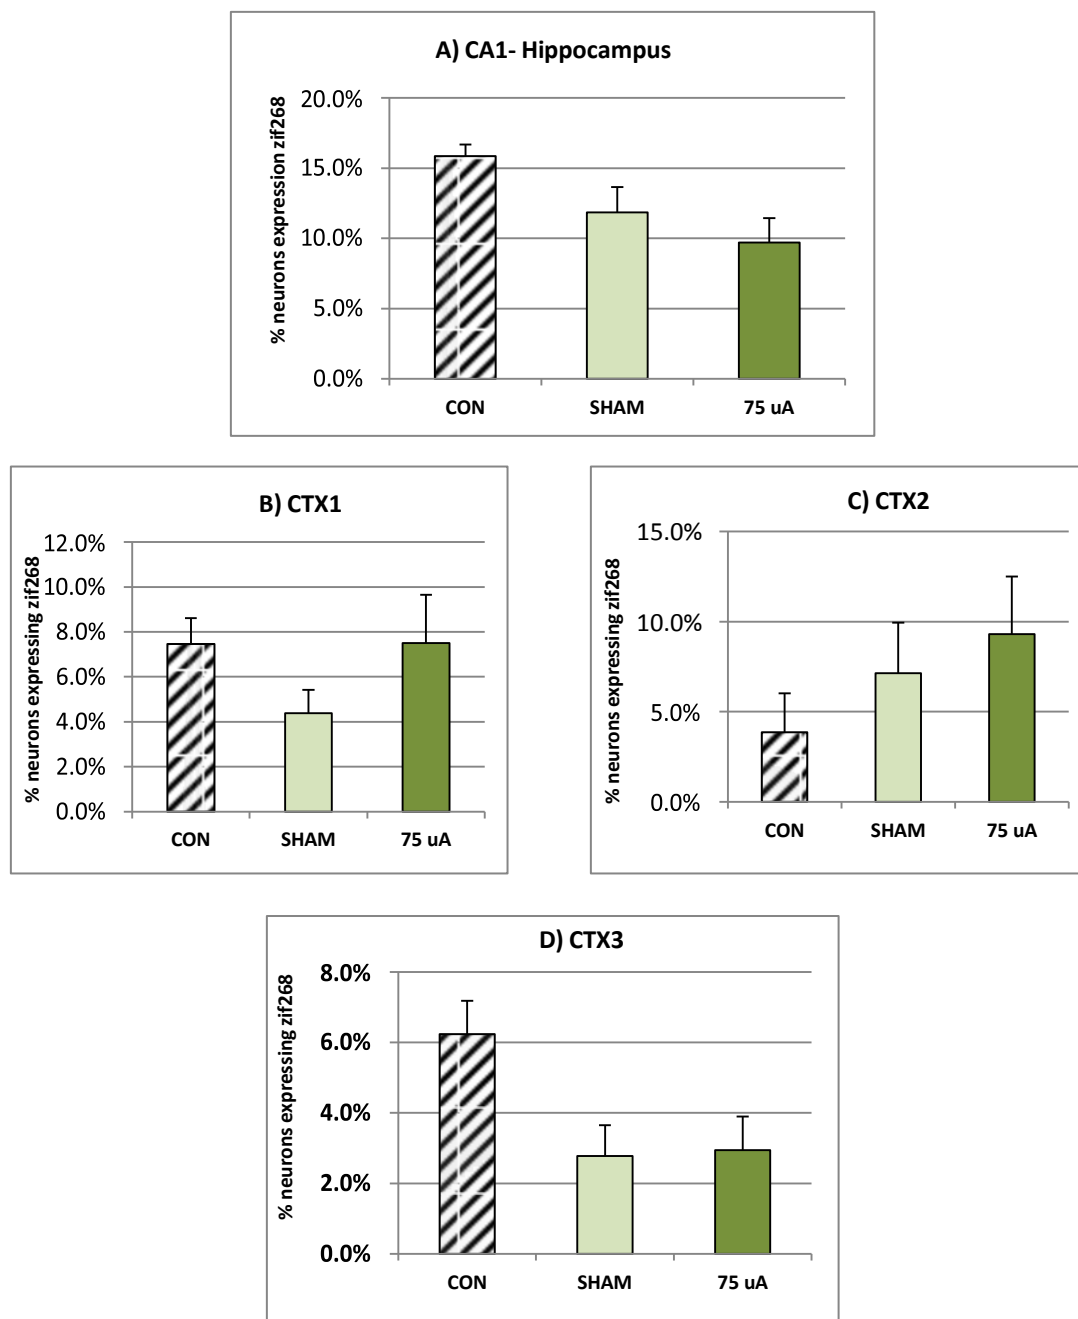 A) CA1- Hippocampus
% neurons expression zif268
20.0%
15.0%
10.0%
5.0%
0.0%
CON SHAM 75 uA
B) CTX1
% neurons expressing zif268
12.0%
10.0%
8.0%
6.0%
4.0%
2.0%
0.0%
CON SHAM 75 uA
C) CTX2
% neurons expressing zif268
15.0%
10.0%
5.0%
0.0%
CON SHAM 75 uA
D) CTX3
% neurons expressing zif268
8.0%
6.0%
4.0%
2.0%
0.0%
CON SHAM 75 uA